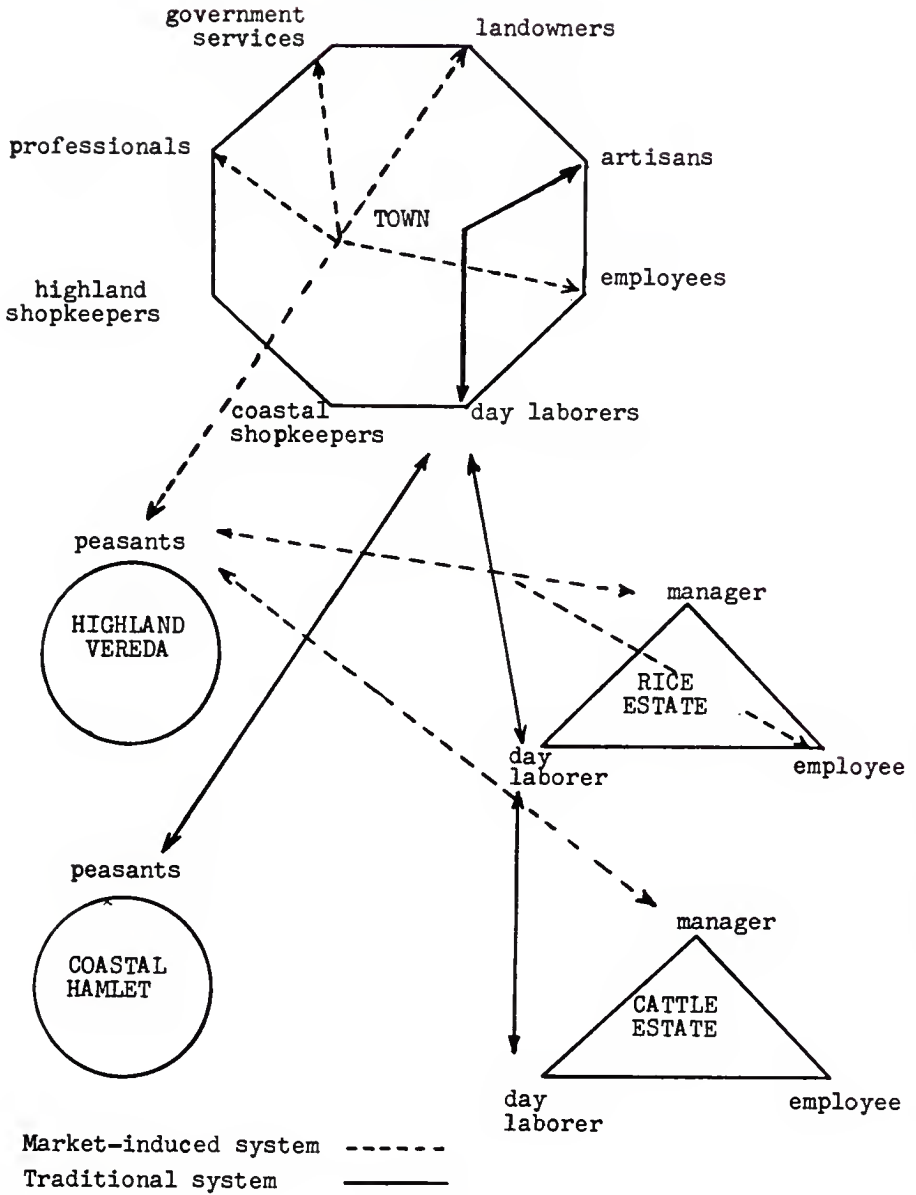 government
services
landowners
professionals
artisans
TOWN
highland
shopkeepers
employees
coastal
shopkeepers
day laborers
peasants
HIGHLAND
VEREDA
manager
RICE
ESTATE
day
laborer
employee
peasants
COASTAL
HAMLET
manager
CATTLE
ESTATE
day
laborer
employee
Market-induced system
Traditional system